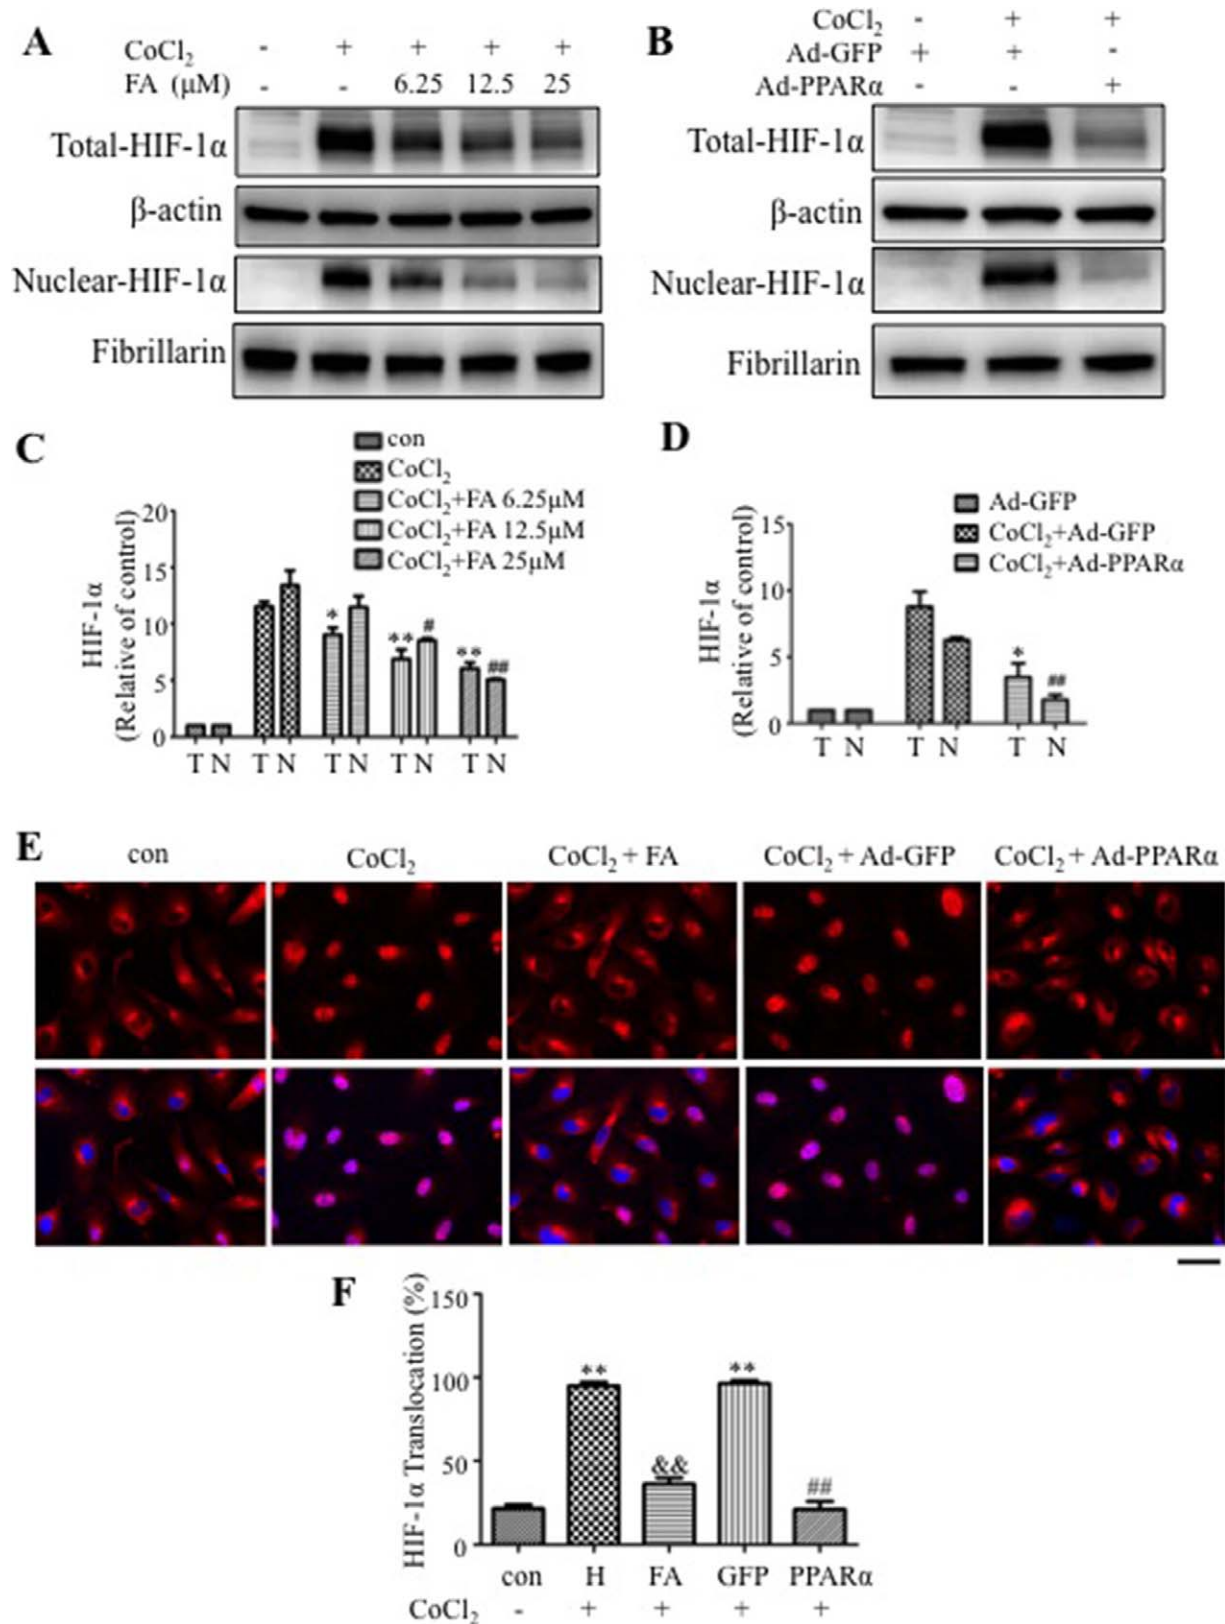 A
CoCl₂ - + + + +
FA (μM) - - 6.25 12.5 25
Total-HIF-1α
β-actin
Nuclear-HIF-1α
Fibrillarin
B
CoCl₂ - + +
Ad-GFP + + -
Ad-PPARα - - +
Total-HIF-1α
β-actin
Nuclear-HIF-1α
Fibrillarin
C
con
CoCl₂
CoCl₂+FA 6.25μM
CoCl₂+FA 12.5μM
CoCl₂+FA 25μM
HIF-1α
(Relative of control)
20
15
10
5
0
* ** # ** ##
T N T N T N T N T N
D
Ad-GFP
CoCl₂+Ad-GFP
CoCl₂+Ad-PPARα
HIF-1α
(Relative of control)
15
10
5
0
* ##
T N T N T N
E
con CoCl₂ CoCl₂ + FA CoCl₂ + Ad-GFP CoCl₂ + Ad-PPARα
F
HIF-1α Translocation (%)
150
100
50
0
** && ** ##
con H FA GFP PPARα
CoCl₂ - + + + +